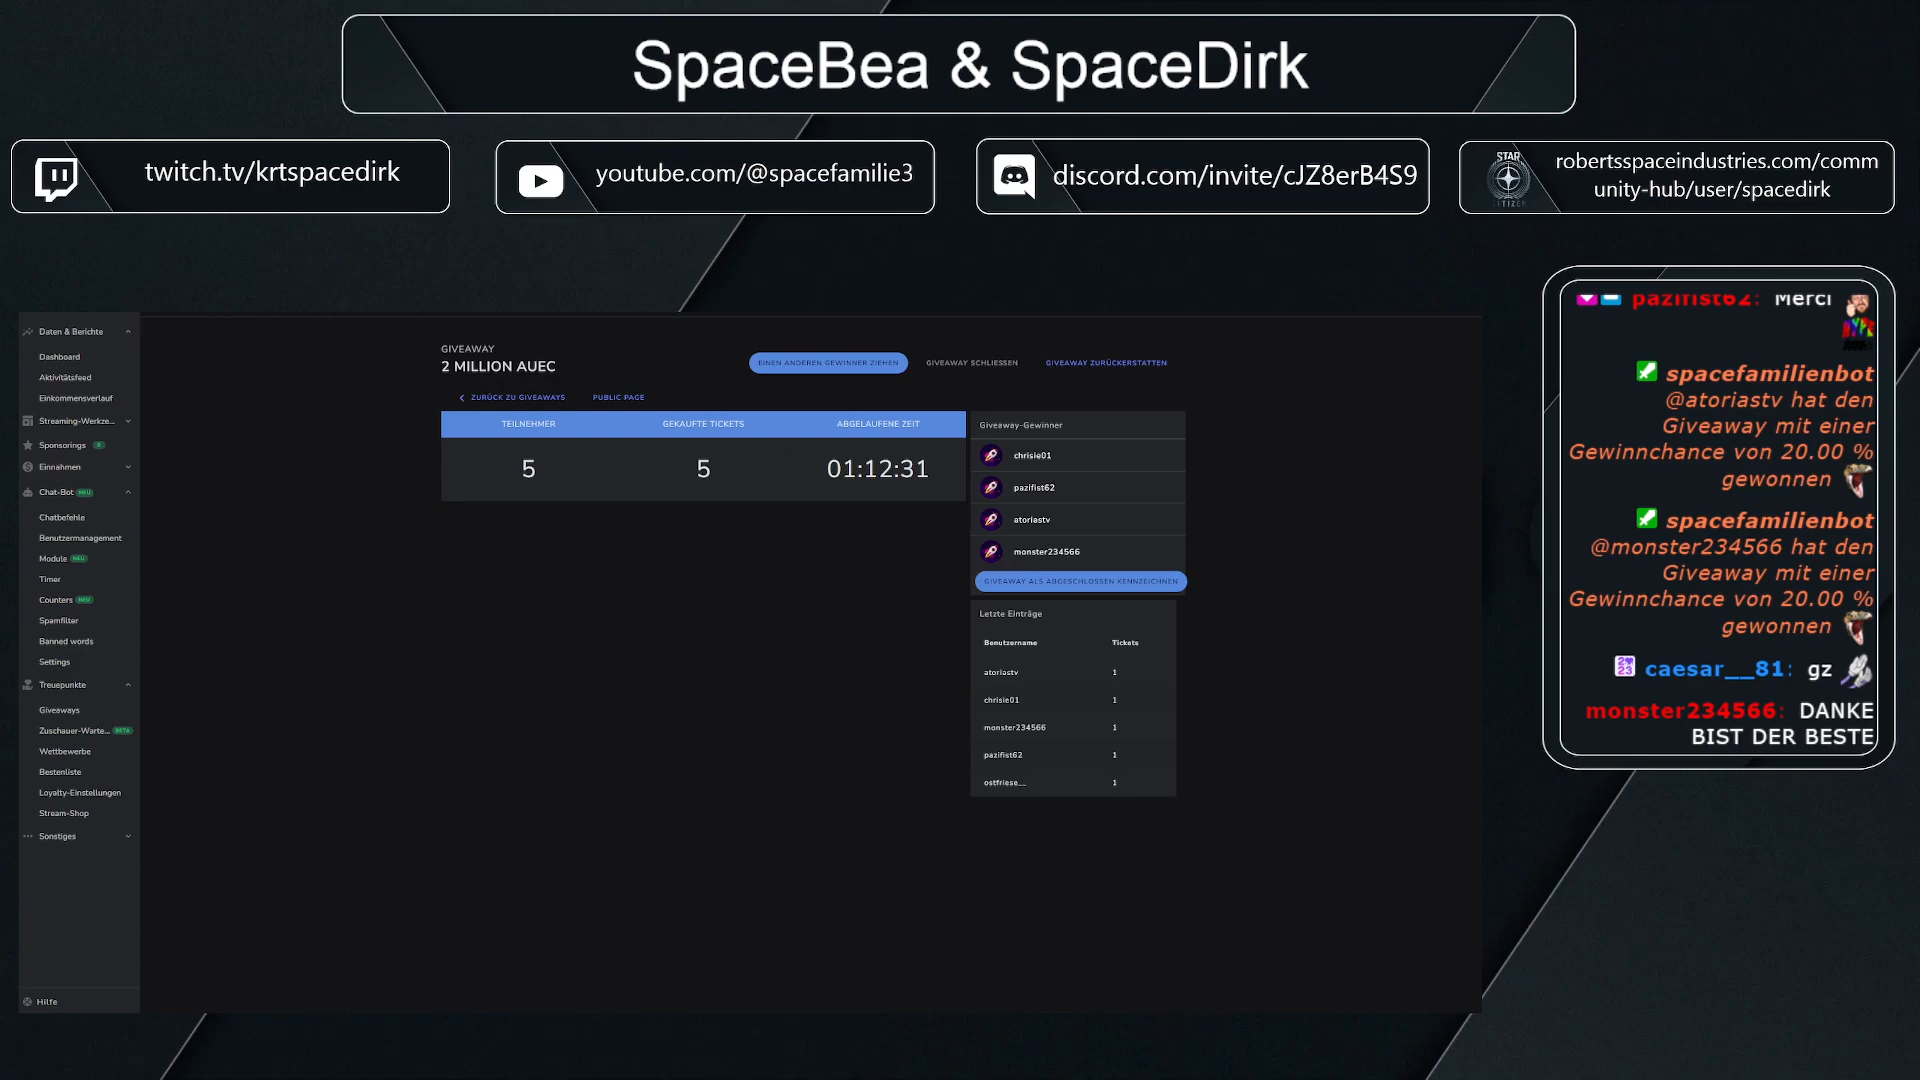 SpaceBea & SpaceDirk
twitch.tv/krtspacedirk
youtube.com/@spacefamilie3
discord.com/invite/cJZ8erB4S9
STAR
CITIZEN
robertsspaceindustries.com/comm
unity-hub/user/spacedirk
Daten & Berichte
Dashboard
Aktivitätsfeed
Einkommensverlauf
Streaming-Werkze...
Sponsorings
Einnahmen
Chat-Bot NEU
Chatbefehle
Benutzermanagement
Module NEU
Timer
Counters NEU
Spamfilter
Banned words
Settings
Treuepunkte
Giveaways
Zuschauer-Warte... BETA
Wettbewerbe
Bestenliste
Loyalty-Einstellungen
Stream-Shop
Sonstiges
Hilfe
GIVEAWAY
2 MILLION AUEC
EINEN ANDEREN GEWINNER ZIEHEN
GIVEAWAY SCHLIESSEN
GIVEAWAY ZURÜCKERSTATTEN
ZURÜCK ZU GIVEAWAYS
PUBLIC PAGE
TEILNEHMER GEKAUFTE TICKETS ABGELAUFENE ZEIT
5 5 01:12:31
Giveaway-Gewinner
chrisie01
pazifist62
atoriastv
monster234566
GIVEAWAY ALS ABGESCHLOSSEN KENNZEICHNEN
Letzte Einträge
Benutzername Tickets
atoriastv 1
chrisie01 1
monster234566 1
pazifist62 1
ostfriese__ 1
pazifist62: Merci
spacefamilienbot
@atoriastv hat den
Giveaway mit einer
Gewinnchance von 20.00 %
gewonnen
spacefamilienbot
@monster234566 hat den
Giveaway mit einer
Gewinnchance von 20.00 %
gewonnen
caesar__81: gz
monster234566: DANKE
BIST DER BESTE